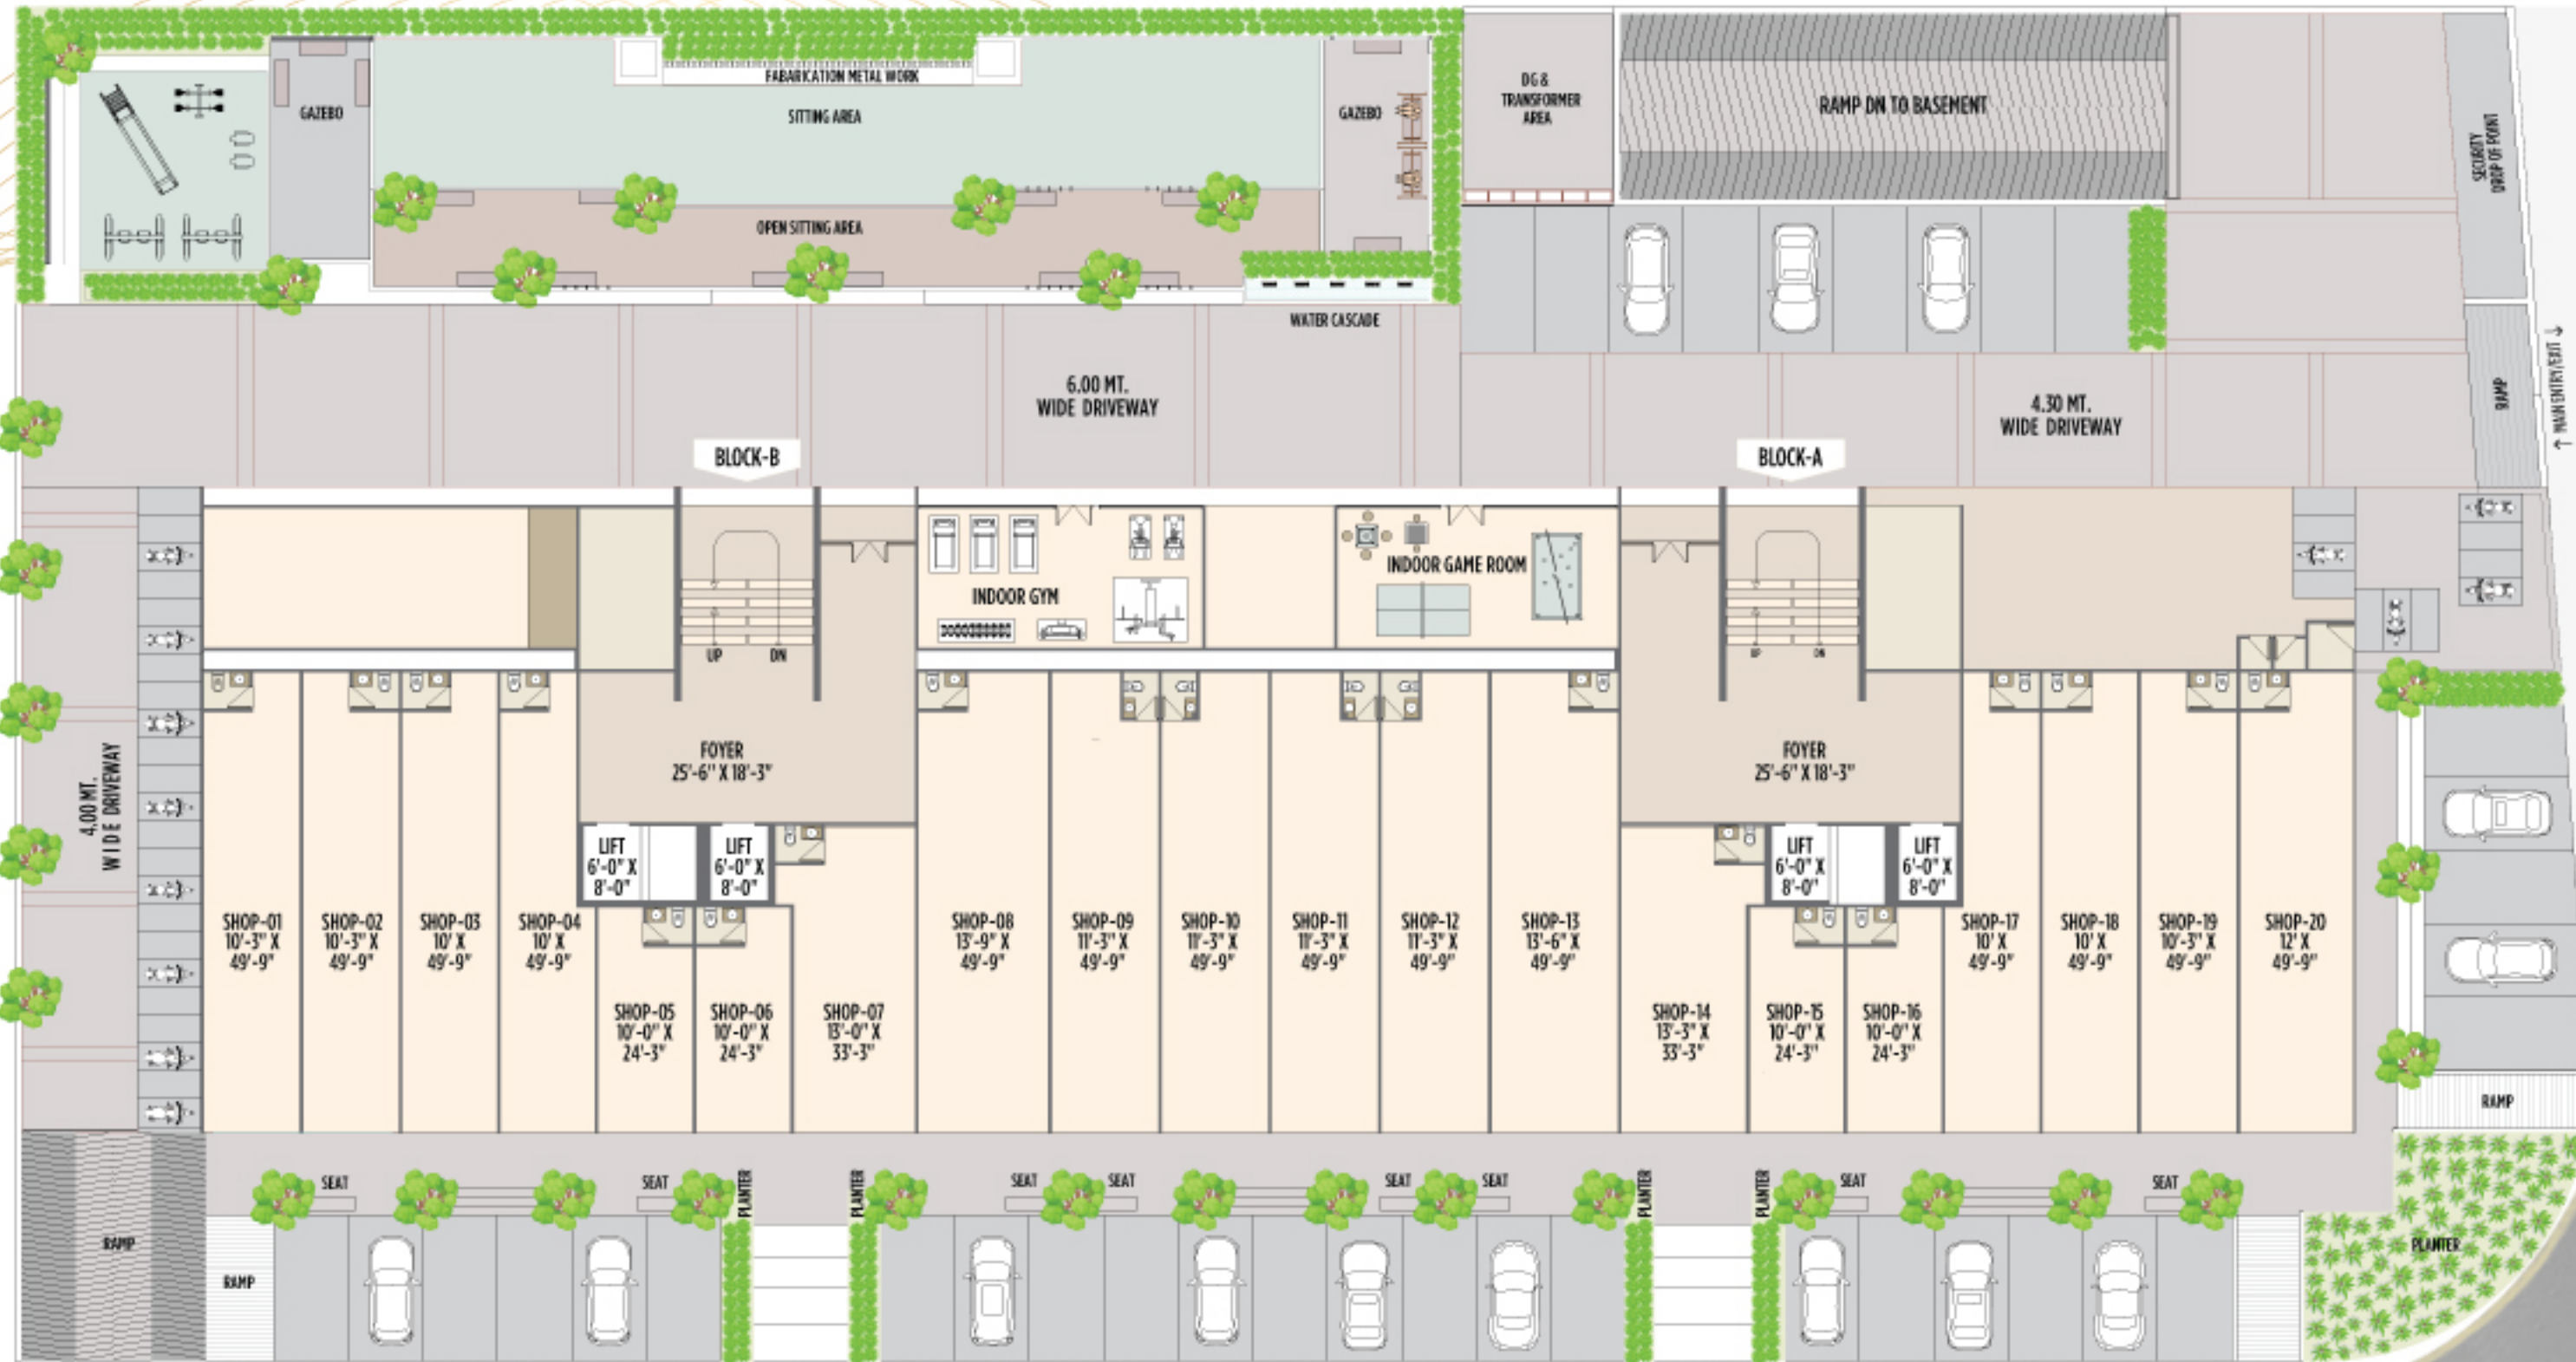 FABARICATION METAL WORK
GAZEBO
SITTING AREA
GAZEBO
OPEN SITTING AREA
WATER CASCADE
DG &
TRANSFORMER
AREA
RAMP DN TO BASEMENT
SECURITY
DROP OF POINT
RAMP
MAIN ENTRY/EXIT
6.00 MT.
WIDE DRIVEWAY
4.30 MT.
WIDE DRIVEWAY
BLOCK-B
BLOCK-A
INDOOR GYM
INDOOR GAME ROOM
UP
DN
UP
DN
4.00 MT.
WIDE DRIVEWAY
FOYER
25'-6" X 18'-3"
FOYER
25'-6" X 18'-3"
LIFT
6'-0" X
8'-0"
LIFT
6'-0" X
8'-0"
LIFT
6'-0" X
8'-0"
LIFT
6'-0" X
8'-0"
SHOP-01
10'-3" X
49'-9"
SHOP-02
10'-3" X
49'-9"
SHOP-03
10' X
49'-9"
SHOP-04
10' X
49'-9"
SHOP-05
10'-0" X
24'-3"
SHOP-06
10'-0" X
24'-3"
SHOP-07
13'-0" X
33'-3"
SHOP-08
13'-9" X
49'-9"
SHOP-09
11'-3" X
49'-9"
SHOP-10
11'-3" X
49'-9"
SHOP-11
11'-3" X
49'-9"
SHOP-12
11'-3" X
49'-9"
SHOP-13
13'-6" X
49'-9"
SHOP-14
13'-3" X
33'-3"
SHOP-15
10'-0" X
24'-3"
SHOP-16
10'-0" X
24'-3"
SHOP-17
10' X
49'-9"
SHOP-18
10' X
49'-9"
SHOP-19
10'-3" X
49'-9"
SHOP-20
12' X
49'-9"
RAMP
SEAT
SEAT
PLANTER
PLANTER
SEAT
SEAT
SEAT
SEAT
PLANTER
PLANTER
SEAT
SEAT
RAMP
RAMP
PLANTER